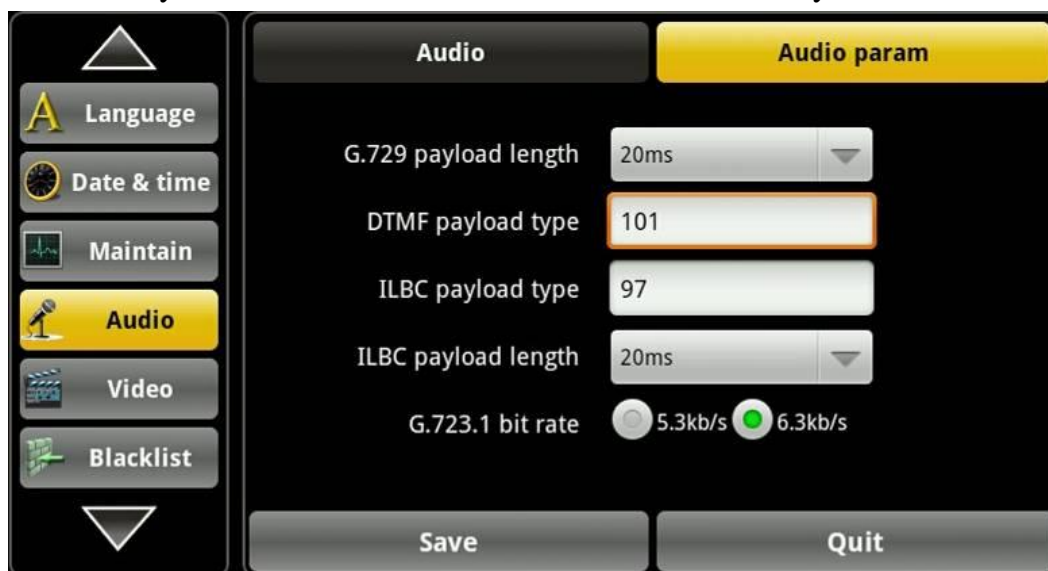 Audio
Audio param
Language
Date & time
Maintain
Audio
Video
Blacklist
G.729 payload length 20ms
DTMF payload type 101
ILBC payload type 97
ILBC payload length 20ms
G.723.1 bit rate 5.3kb/s 6.3kb/s
Save
Quit